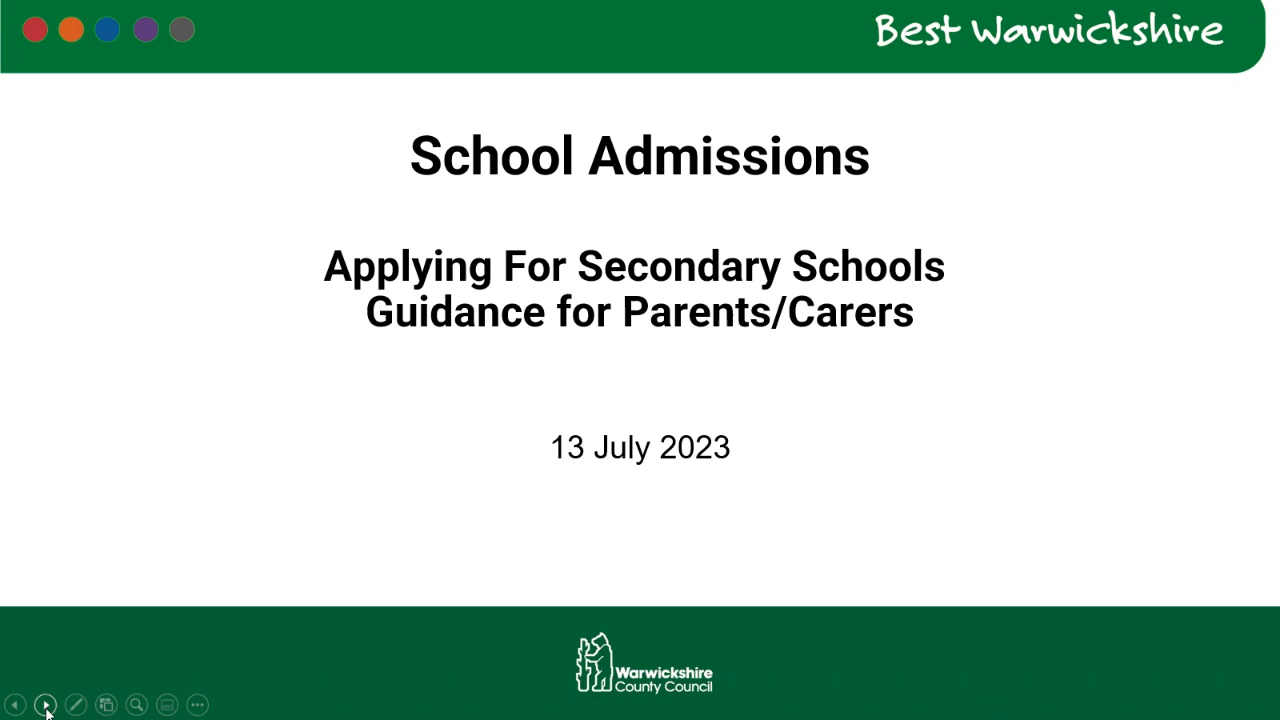 Best Warwickshire
School Admissions
Applying For Secondary Schools
Guidance for Parents/Carers
13 July 2023
Warwickshire
County Council